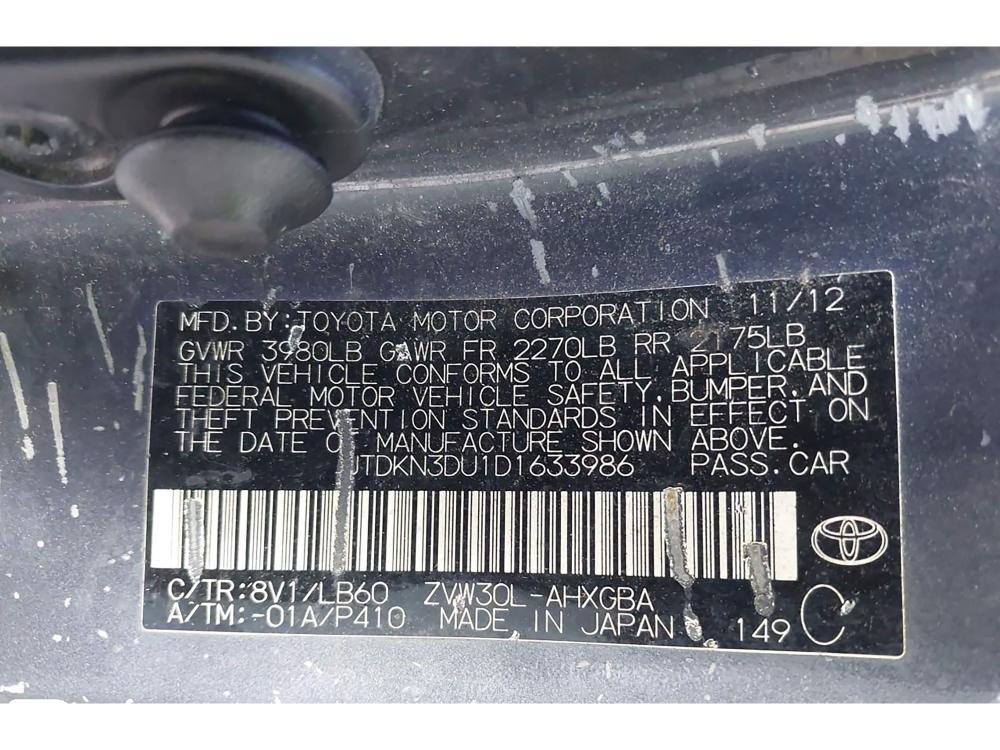 MFD. BY: TOYOTA MOTOR CORPORATION 11/12
GVWR 3980LB GAWR FR 2270LB RR 2175LB
THIS VEHICLE CONFORMS TO ALL APPLICABLE
FEDERAL MOTOR VEHICLE SAFETY, BUMPER, AND
THEFT PREVENTION STANDARDS IN EFFECT ON
THE DATE OF MANUFACTURE SHOWN ABOVE.
JTDKN3DU1D1633986 PASS. CAR
C/TR:8V1/LB60 ZVW30L-AHXGBA
A/TM:-01A/P410 MADE IN JAPAN 149 C